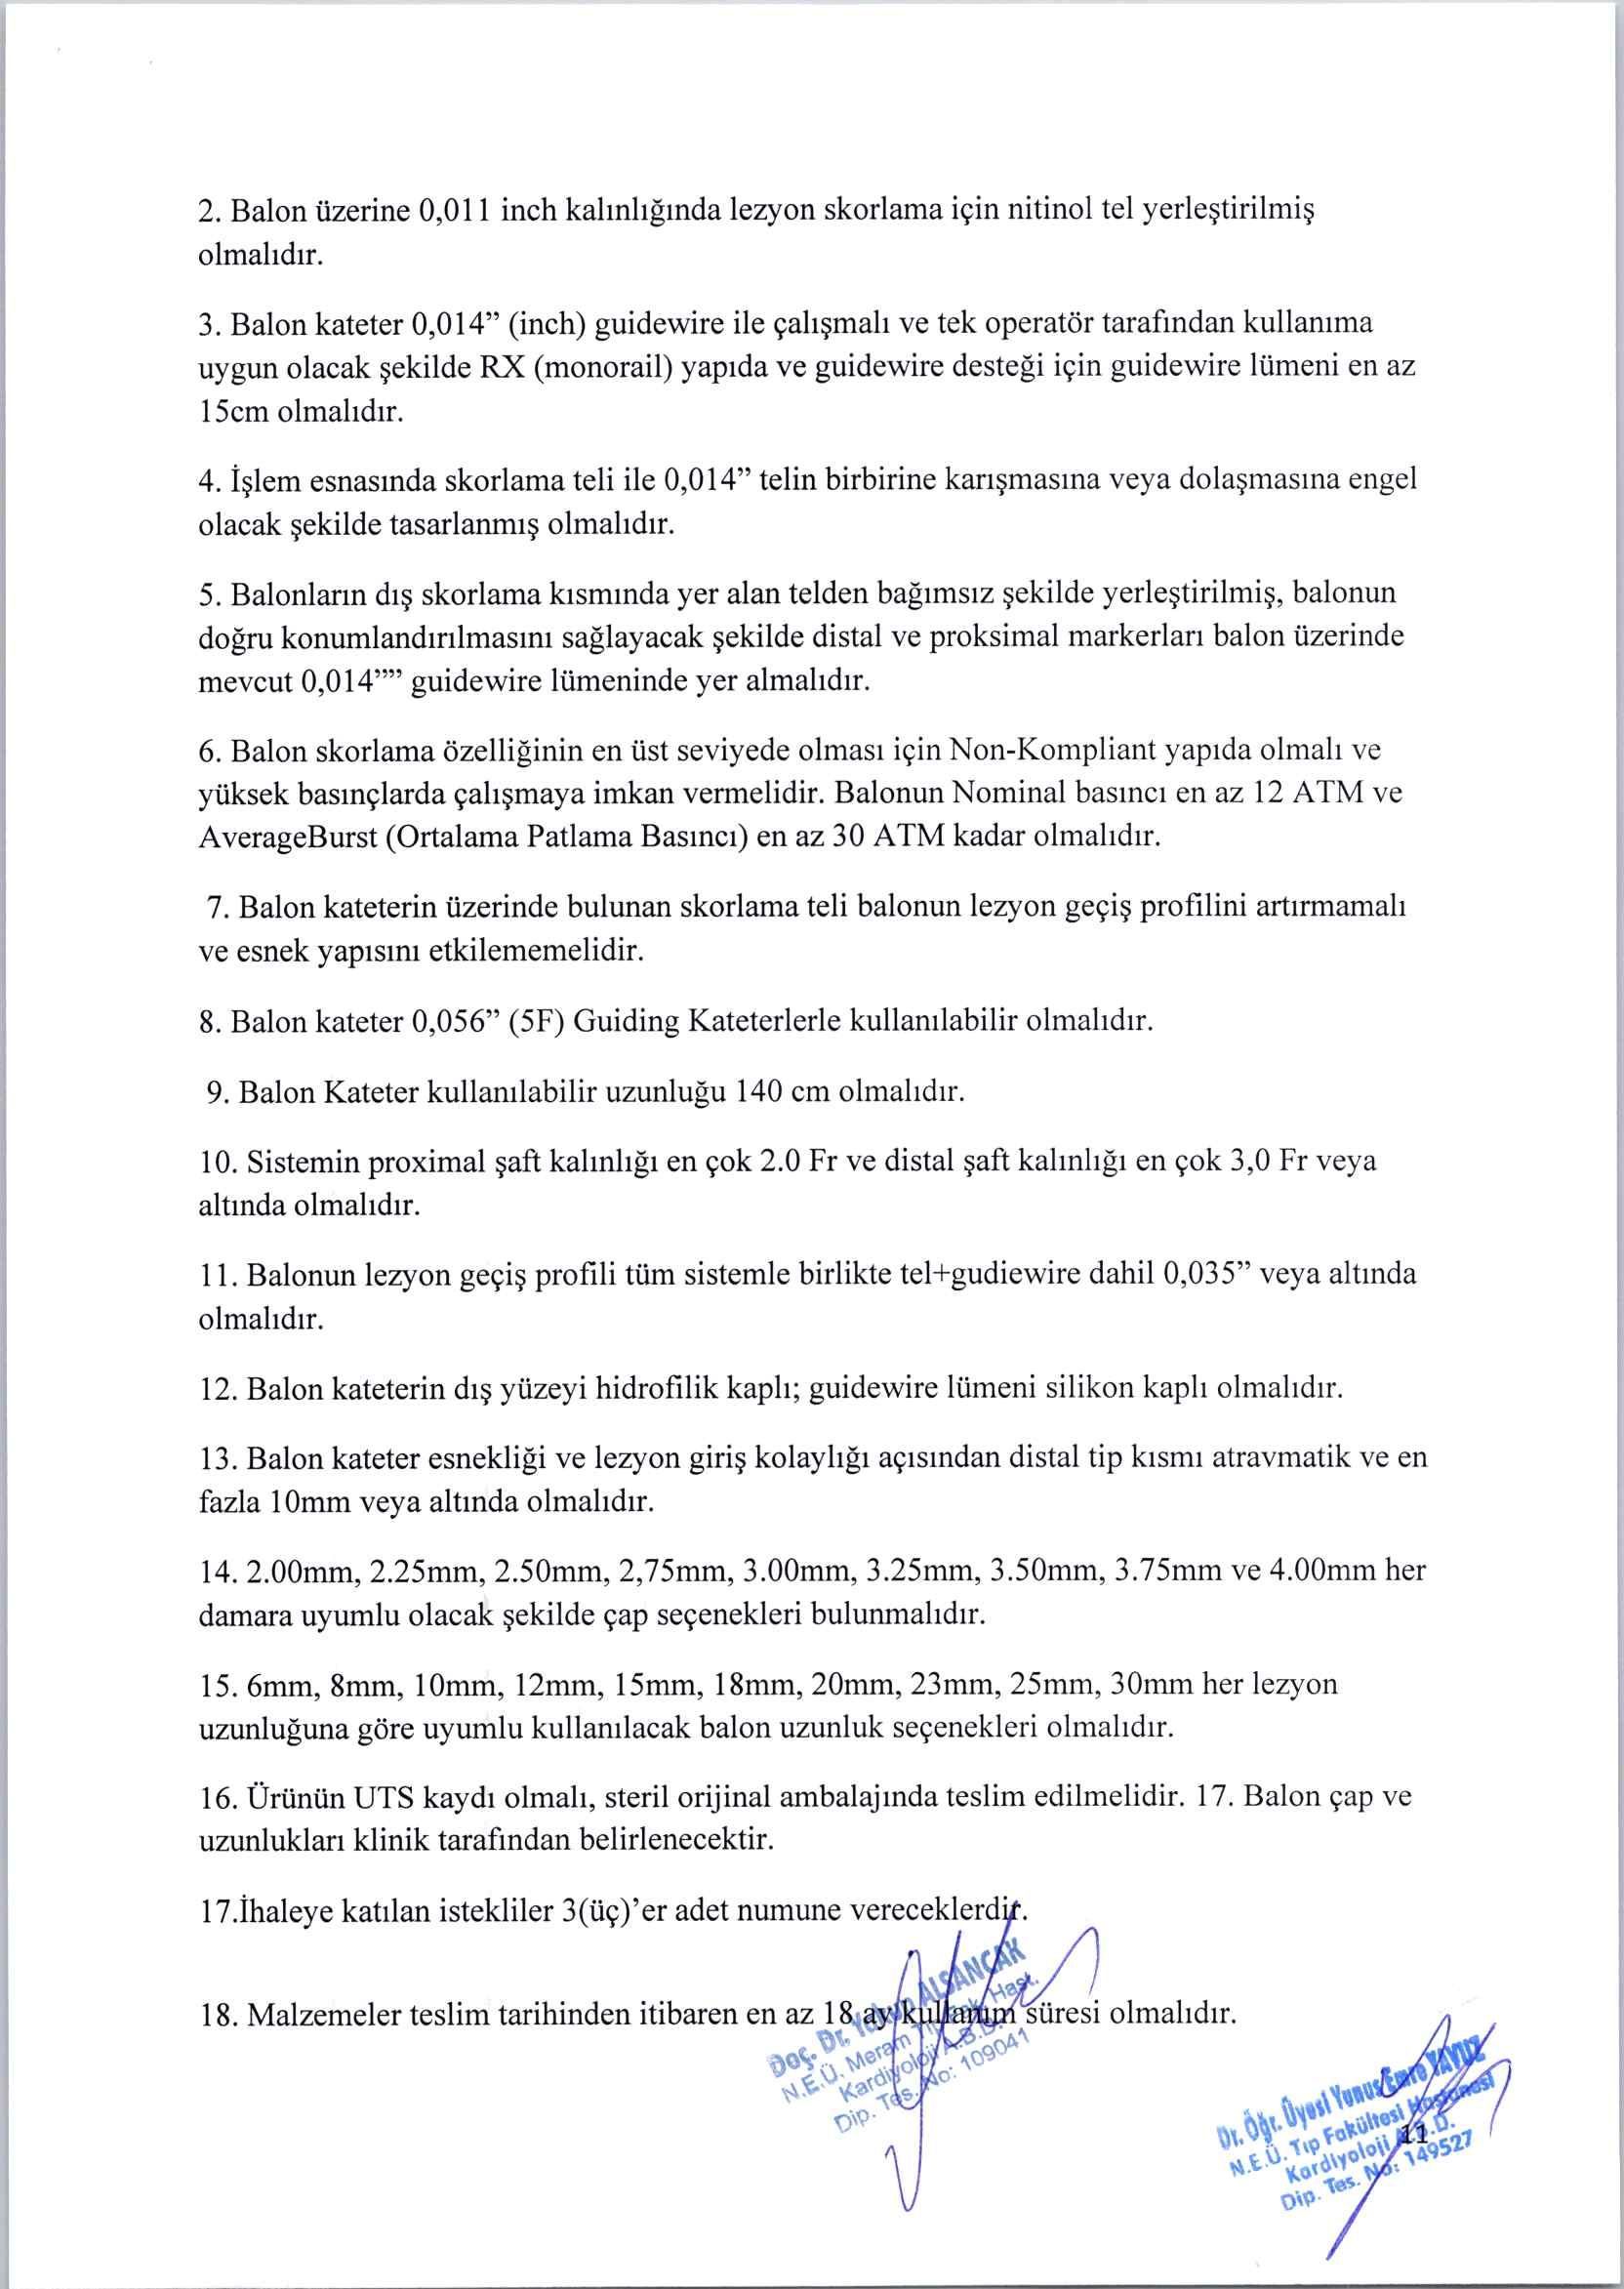 2. Balon üzerine 0,011 inch kalınlığında lezyon skorlama için nitinol tel yerleştirilmiş
olmalıdır.
3. Balon kateter 0,014” (inch) guidewire ile çalışmalı ve tek operatör tarafından kullanıma
uygun olacak şekilde RX (monorail) yapıda ve guidewire desteği için guidewire lümeni en az
15cm olmalıdır.
4. İşlem esnasında skorlama teli ile 0,014” telin birbirine karışmasına veya dolaşmasına engel
olacak şekilde tasarlanmış olmalıdır.
5. Balonların dış skorlama kısmında yer alan telden bağımsız şekilde yerleştirilmiş, balonun
doğru konumlandırılmasını sağlayacak şekilde distal ve proksimal markerları balon üzerinde
mevcut 0,014”” guidewire lümeninde yer almalıdır.
6. Balon skorlama özelliğinin en üst seviyede olması için Non-Kompliant yapıda olmalı ve
yüksek basınçlarda çalışmaya imkan vermelidir. Balonun Nominal basıncı en az 12 ATM ve
AverageBurst (Ortalama Patlama Basıncı) en az 30 ATM kadar olmalıdır.
7. Balon kateterin üzerinde bulunan skorlama teli balonun lezyon geçiş profilini artırmamalı
ve esnek yapısını etkilememelidir.
8. Balon kateter 0,056” (5F) Guiding Kateterlerle kullanılabilir olmalıdır.
9. Balon Kateter kullanılabilir uzunluğu 140 cm olmalıdır.
10. Sistemin proximal şaft kalınlığı en çok 2.0 Fr ve distal şaft kalınlığı en çok 3,0 Fr veya
altında olmalıdır.
11. Balonun lezyon geçiş profili tüm sistemle birlikte tel+gudiewire dahil 0,035” veya altında
olmalıdır.
12. Balon kateterin dış yüzeyi hidrofilik kaplı; guidewire lümeni silikon kaplı olmalıdır.
13. Balon kateter esnekliği ve lezyon giriş kolaylığı açısından distal tip kısmı atravmatik ve en
fazla 10mm veya altında olmalıdır.
14. 2.00mm, 2.25mm, 2.50mm, 2,75mm, 3.00mm, 3.25mm, 3.50mm, 3.75mm ve 4.00mm her
damara uyumlu olacak şekilde çap seçenekleri bulunmalıdır.
15. 6mm, 8mm, 10mm, 12mm, 15mm, 18mm, 20mm, 23mm, 25mm, 30mm her lezyon
uzunluğuna göre uyumlu kullanılacak balon uzunluk seçenekleri olmalıdır.
16. Ürünün UTS kaydı olmalı, steril orijinal ambalajında teslim edilmelidir. 17. Balon çap ve
uzunlukları klinik tarafından belirlenecektir.
17.İhaleye katılan istekliler 3(üç)’er adet numune vereceklerdir.
18. Malzemeler teslim tarihinden itibaren en az 18 ay kullanım süresi olmalıdır.
Doç. Dr. Yakup ALSANCAK
N.E.Ü. Meram Tıp Fak. Hast.
Kardiyoloji A.B.D.
Dip. Tes. No: 109041
Dr. Öğr. Üyesi Yunus Emre YAVUZ
N.E.Ü. Tıp Fakültesi Hastanesi
Kardiyoloji A.B.D.
Dip. Tes. No: 149527
11